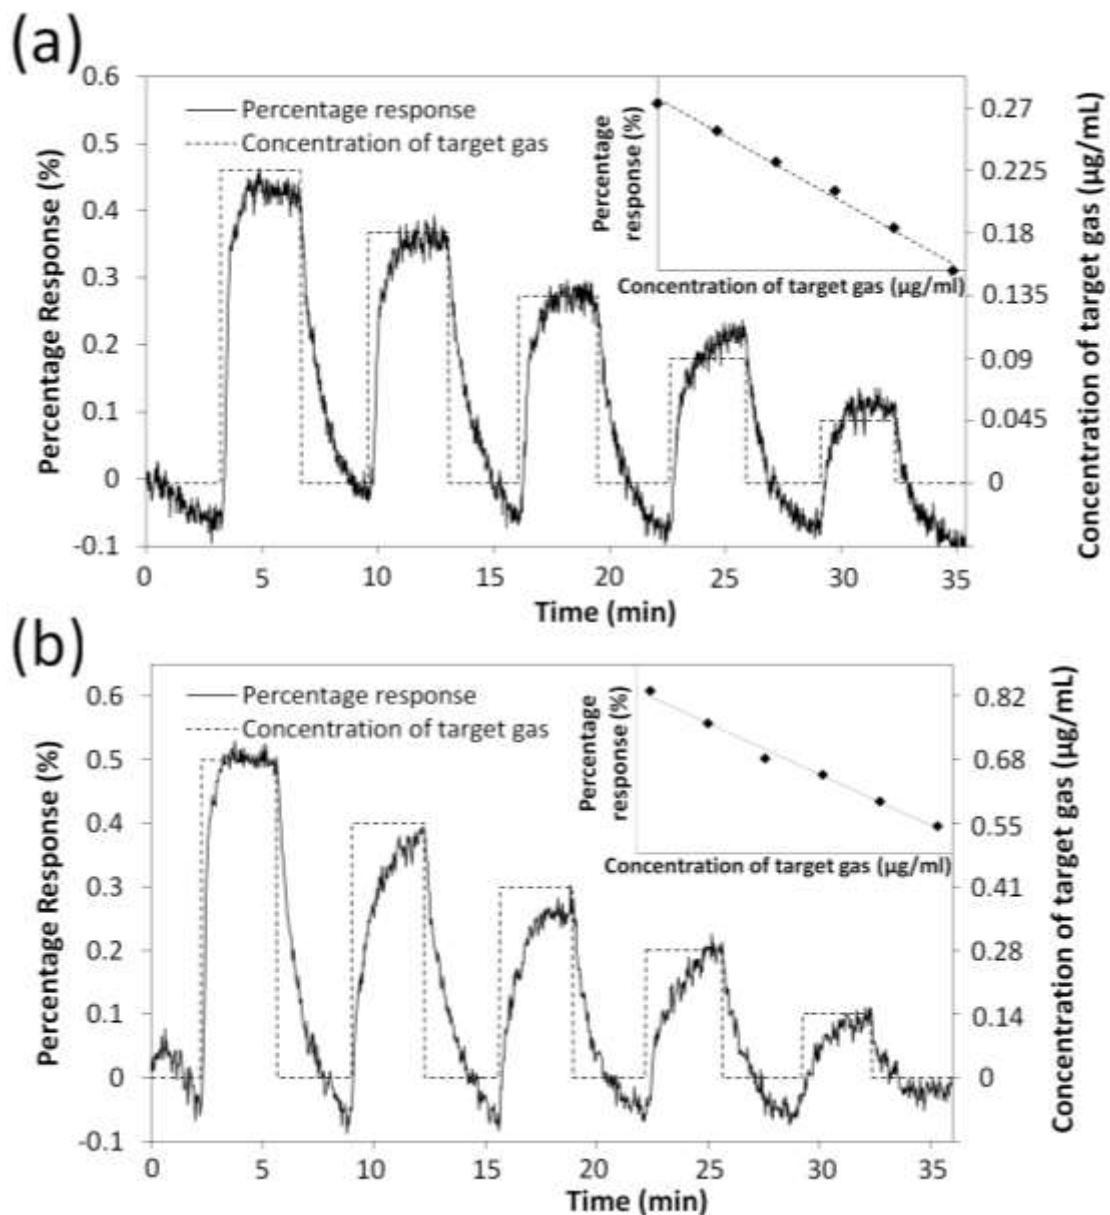 (a)
Percentage response
Concentration of target gas
Percentage
response (%)
Concentration of target gas (µg/ml)
Percentage Response (%)
0.6
0.5
0.4
0.3
0.2
0.1
0
-0.1
0.27
0.225
0.18
0.135
0.09
0.045
0
Concentration of target gas (µg/mL)
0 5 10 15 20 25 30 35
Time (min)
(b)
Percentage response
Concentration of target gas
Percentage
response (%)
Concentration of target gas (µg/ml)
Percentage Response (%)
0.6
0.5
0.4
0.3
0.2
0.1
0
-0.1
0.82
0.68
0.55
0.41
0.28
0.14
0
Concentration of target gas (µg/mL)
0 5 10 15 20 25 30 35
Time (min)